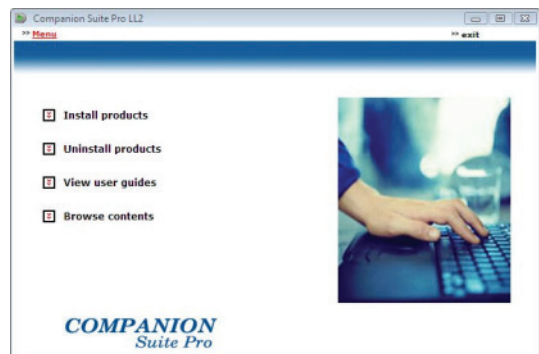 Companion Suite Pro LL2
>> Menu
>> exit
Install products
Uninstall products
View user guides
Browse contents
COMPANION
Suite Pro